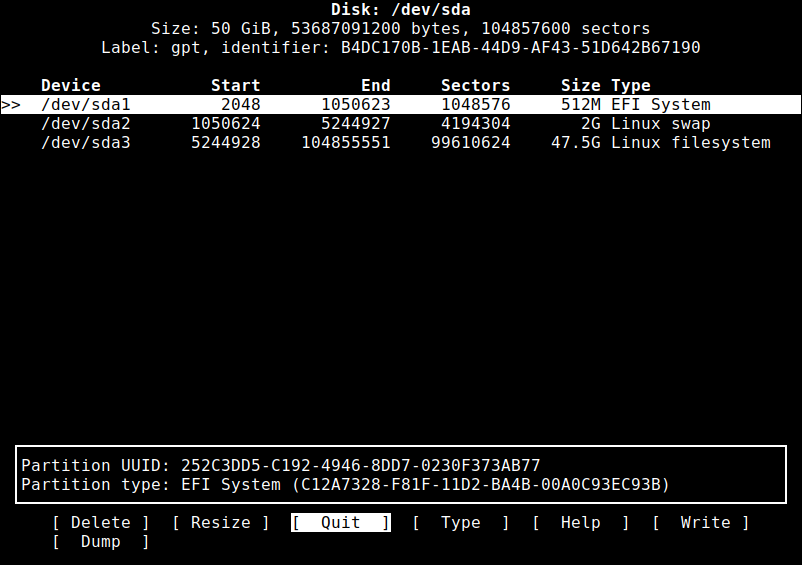 Disk: /dev/sda
Size: 50 GiB, 53687091200 bytes, 104857600 sectors
Label: gpt, identifier: B4DC170B-1EAB-44D9-AF43-51D642B67190
Device Start End Sectors Size Type
>> /dev/sda1 2048 1050623 1048576 512M EFI System
/dev/sda2 1050624 5244927 4194304 2G Linux swap
/dev/sda3 5244928 104855551 99610624 47.5G Linux filesystem
Partition UUID: 252C3DD5-C192-4946-8DD7-0230F373AB77
Partition type: EFI System (C12A7328-F81F-11D2-BA4B-00A0C93EC93B)
[ Delete ] [ Resize ] [ Quit ] [ Type ] [ Help ] [ Write ]
[ Dump ]